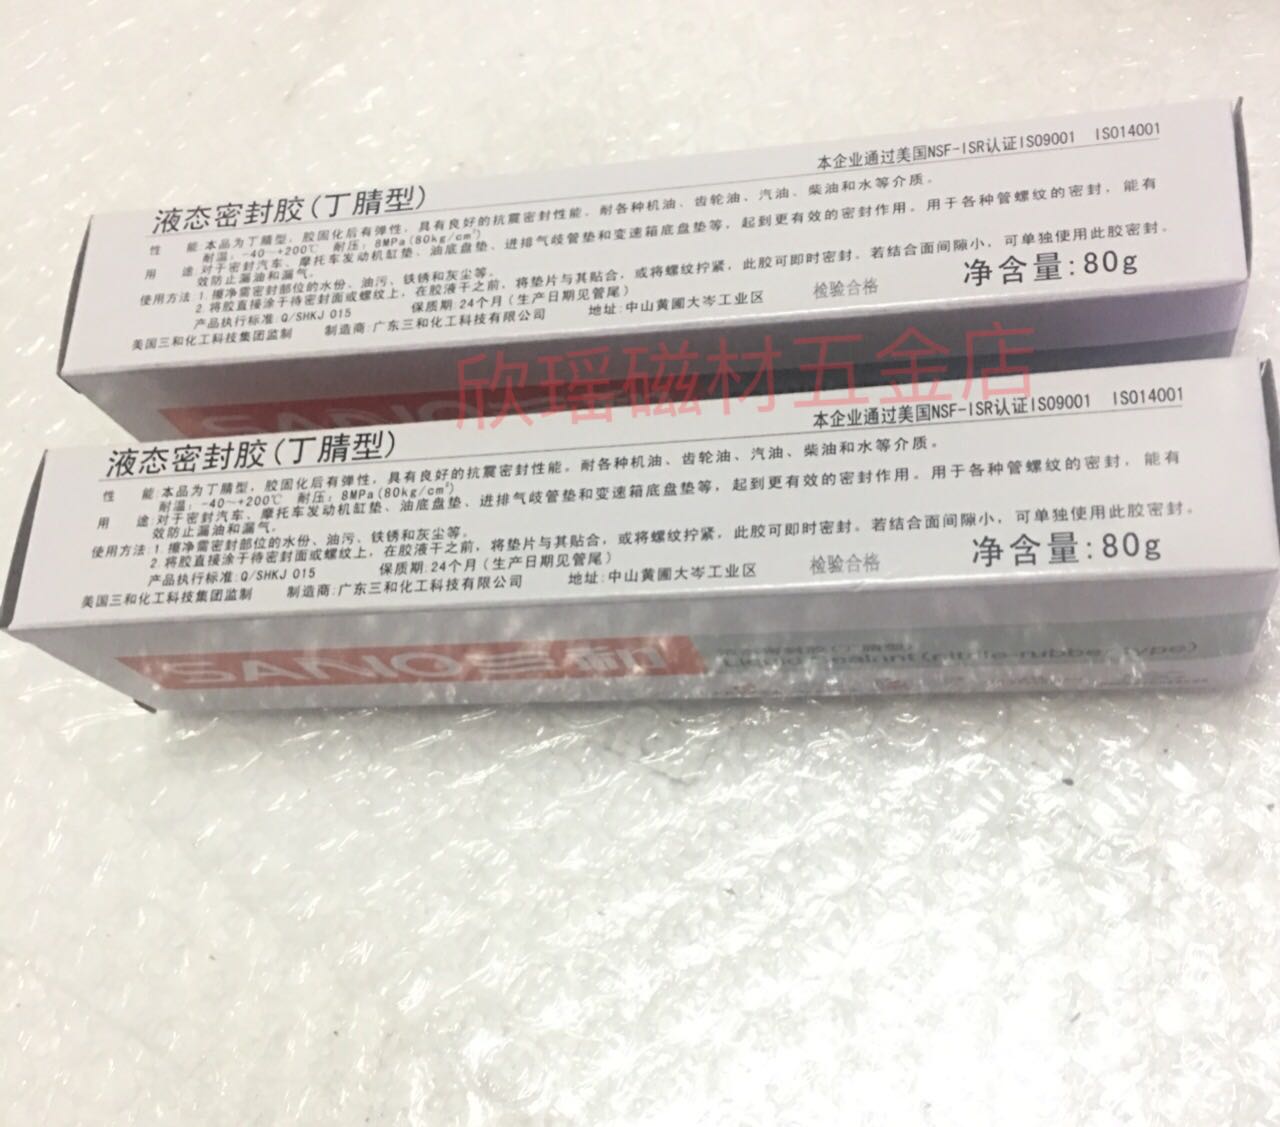 本企业通过美国NSF-ISR认证ISO9001 ISO14001
液态密封胶(丁腈型)
性 能 本品为丁腈型，胶固化后有弹性，具有良好的抗震密封性能。耐各种机油、齿轮油、汽油、柴油和水等介质。
耐温：-40~+200℃ 耐压：8MPa(80kg/cm²)
用 途 对于密封汽车、摩托车发动机缸垫、油底盘垫、进排气歧管垫和变速箱底盘垫等，起到更有效的密封作用。用于各种管螺纹的密封，能有
效防止漏油和漏气。
使用方法 1.擦净需密封部位的水份、油污、铁锈和灰尘等。
2.将胶直接涂于待密封面或螺纹上，在胶液干之前，将垫片与其贴合，或将螺纹拧紧，此胶可即时密封。若结合面间隙小，可单独使用此胶密封。
产品执行标准:Q/SHKJ 015 保质期:24个月(生产日期见管尾) 净含量:80g
美国三和化工科技集团监制 制造商:广东三和化工科技有限公司 地址:中山黄圃大岑工业区 检验合格
欣瑶磁材五金店
本企业通过美国NSF-ISR认证ISO9001 ISO14001
液态密封胶(丁腈型)
性 能 本品为丁腈型，胶固化后有弹性，具有良好的抗震密封性能。耐各种机油、齿轮油、汽油、柴油和水等介质。
耐温：-40~+200℃ 耐压：8MPa(80kg/cm²)
用 途:对于密封汽车、摩托车发动机缸垫、油底盘垫、进排气歧管垫和变速箱底盘垫等，起到更有效的密封作用。用于各种管螺纹的密封，能有
效防止漏油和漏气。
使用方法:1.擦净需密封部位的水份、油污、铁锈和灰尘等。
2.将胶直接涂于待密封面或螺纹上，在胶液干之前，将垫片与其贴合，或将螺纹拧紧，此胶可即时密封。若结合面间隙小，可单独使用此胶密封。
产品执行标准:Q/SHKJ 015 保质期:24个月(生产日期见管尾) 净含量:80g
美国三和化工科技集团监制 制造商:广东三和化工科技有限公司 地址:中山黄圃大岑工业区 检验合格
SANVO三和
液态密封胶(丁腈型)
Liquid Sealant(nitrile-rubber type)